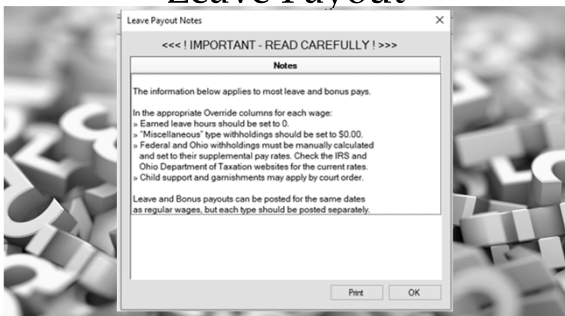 Leave Payout
Leave Payout Notes
<<< ! IMPORTANT - READ CAREFULLY ! >>>
Notes
The information below applies to most leave and bonus pays.
In the appropriate Override columns for each wage:
» Earned leave hours should be set to 0.
» "Miscellaneous" type withholdings should be set to $0.00.
» Federal and Ohio withholdings must be manually calculated
and set to their supplemental pay rates. Check the IRS and
Ohio Department of Taxation websites for the current rates.
» Child support and garnishments may apply by court order.
Leave and Bonus payouts can be posted for the same dates
as regular wages, but each type should be posted separately.
Print OK